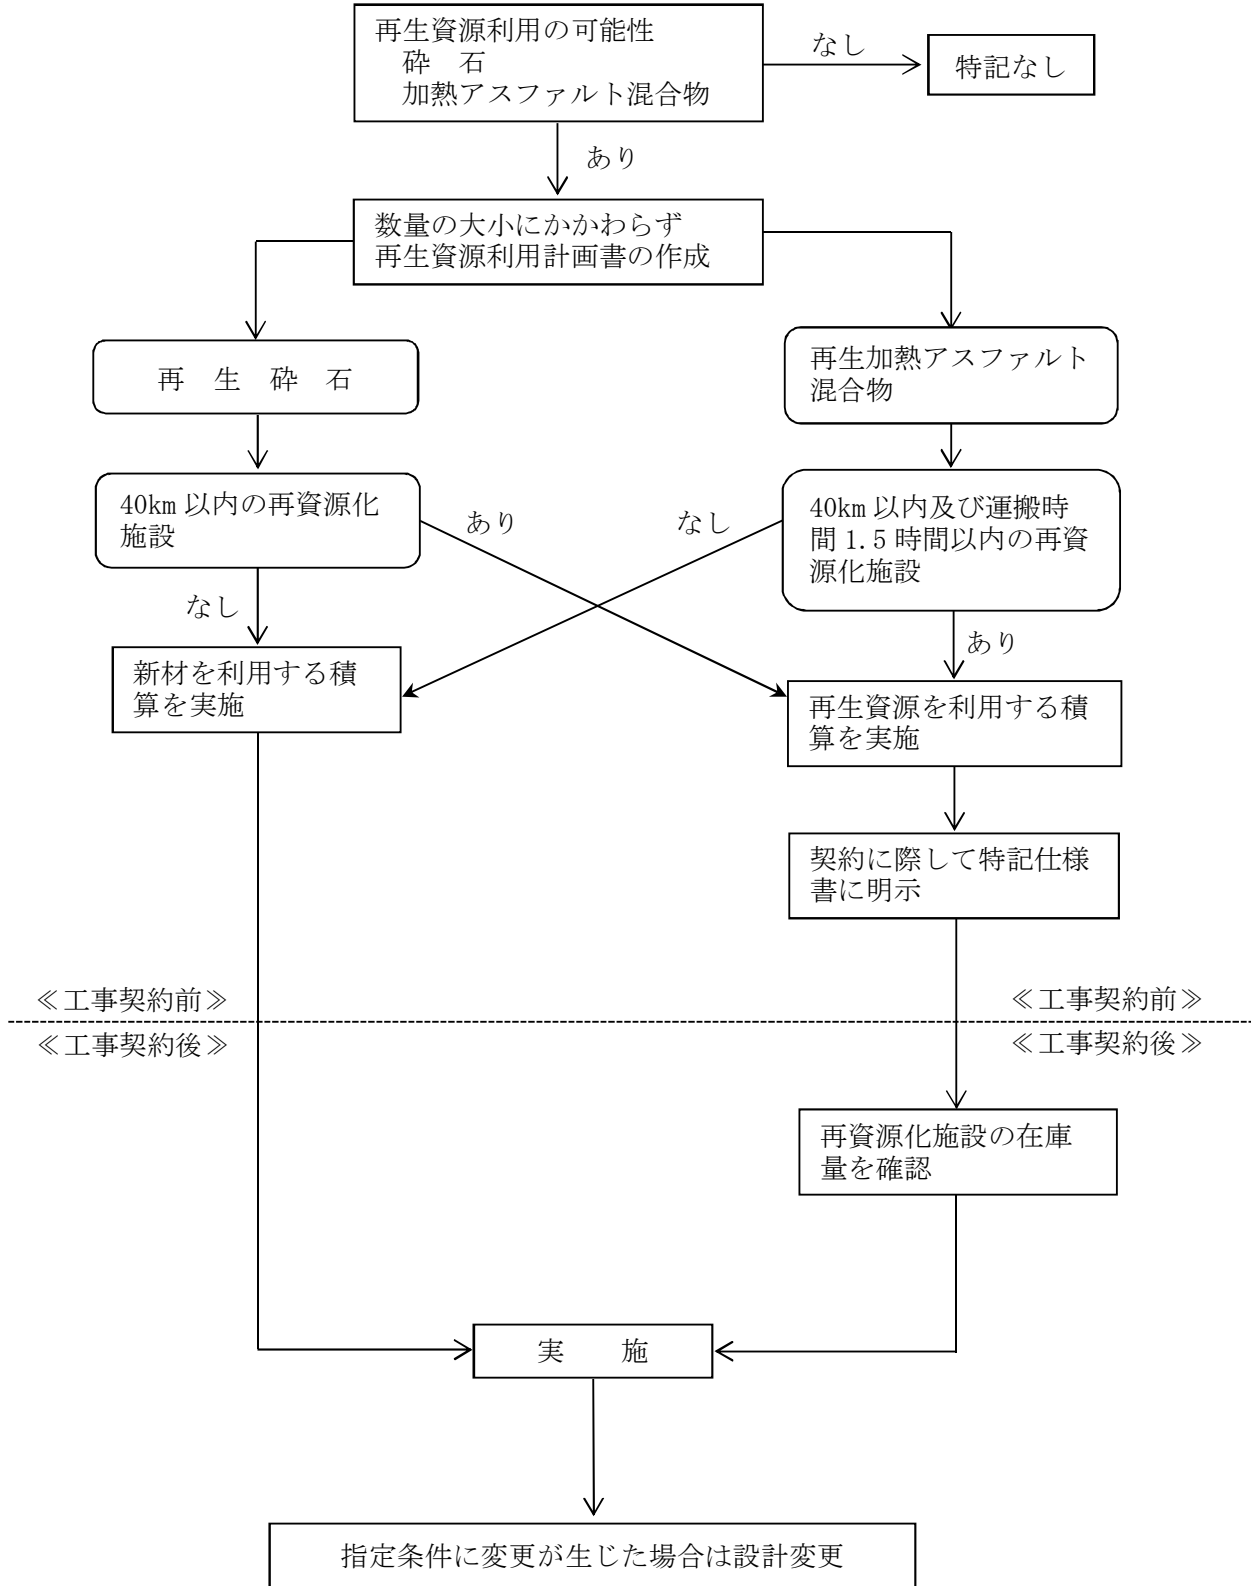 再生資源利用の可能性
砕　石
加熱アスファルト混合物
なし
特記なし
あり
数量の大小にかかわらず
再生資源利用計画書の作成
再　生　砕　石
再生加熱アスファルト
混合物
40km 以内の再資源化
施設
あり
なし
40km 以内及び運搬時
間 1.5 時間以内の再資
源化施設
なし
あり
新材を利用する積
算を実施
再生資源を利用する積
算を実施
契約に際して特記仕様
書に明示
≪工事契約前≫
≪工事契約前≫
≪工事契約後≫
≪工事契約後≫
再資源化施設の在庫
量を確認
実　　施
指定条件に変更が生じた場合は設計変更